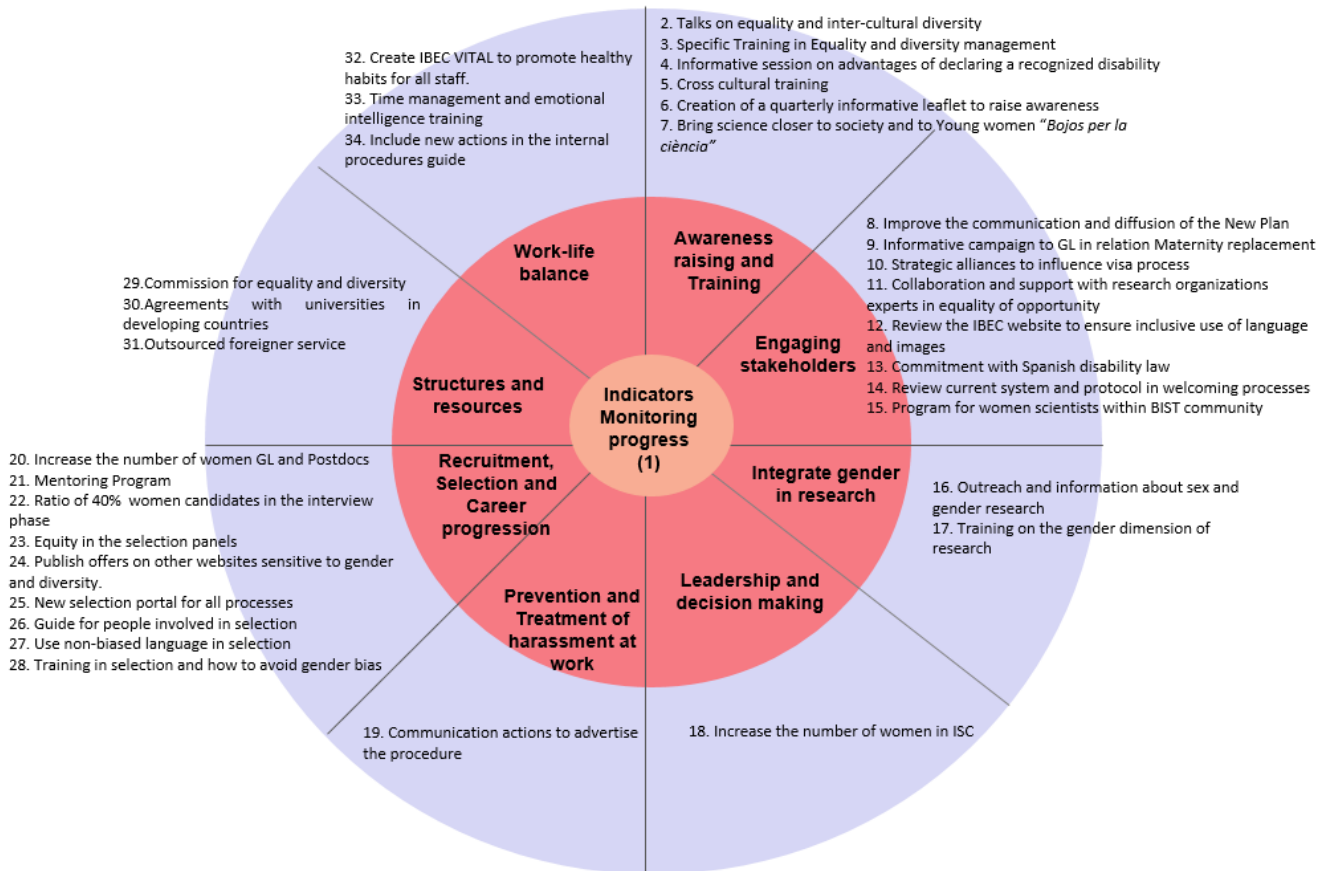 2. Talks on equality and inter-cultural diversity
3. Specific Training in Equality and diversity management
4. Informative session on advantages of declaring a recognized disability
5. Cross cultural training
6. Creation of a quarterly informative leaflet to raise awareness
7. Bring science closer to society and to Young women “Bojos per la
ciència”
32. Create IBEC VITAL to promote healthy
habits for all staff.
33. Time management and emotional
intelligence training
34. Include new actions in the internal
procedures guide
Work-life
balance
Awareness
raising and
Training
8. Improve the communication and diffusion of the New Plan
9. Informative campaign to GL in relation Maternity replacement
10. Strategic alliances to influence visa process
11. Collaboration and support with research organizations
experts in equality of opportunity
12. Review the IBEC website to ensure inclusive use of language
and images
13. Commitment with Spanish disability law
14. Review current system and protocol in welcoming processes
15. Program for women scientists within BIST community
29.Commission for equality and diversity
30.Agreements with universities in
developing countries
31.Outsourced foreigner service
Engaging
stakeholders
Structures and
resources
Indicators
Monitoring
progress
(1)
Recruitment,
Selection and
Career
progression
Integrate gender
in research
20. Increase the number of women GL and Postdocs
21. Mentoring Program
22. Ratio of 40% women candidates in the interview
phase
23. Equity in the selection panels
24. Publish offers on other websites sensitive to gender
and diversity.
25. New selection portal for all processes
26. Guide for people involved in selection
27. Use non-biased language in selection
28. Training in selection and how to avoid gender bias
16. Outreach and information about sex and
gender research
17. Training on the gender dimension of
research
Prevention and
Treatment of
harassment at
work
Leadership and
decision making
19. Communication actions to advertise
the procedure
18. Increase the number of women in ISC